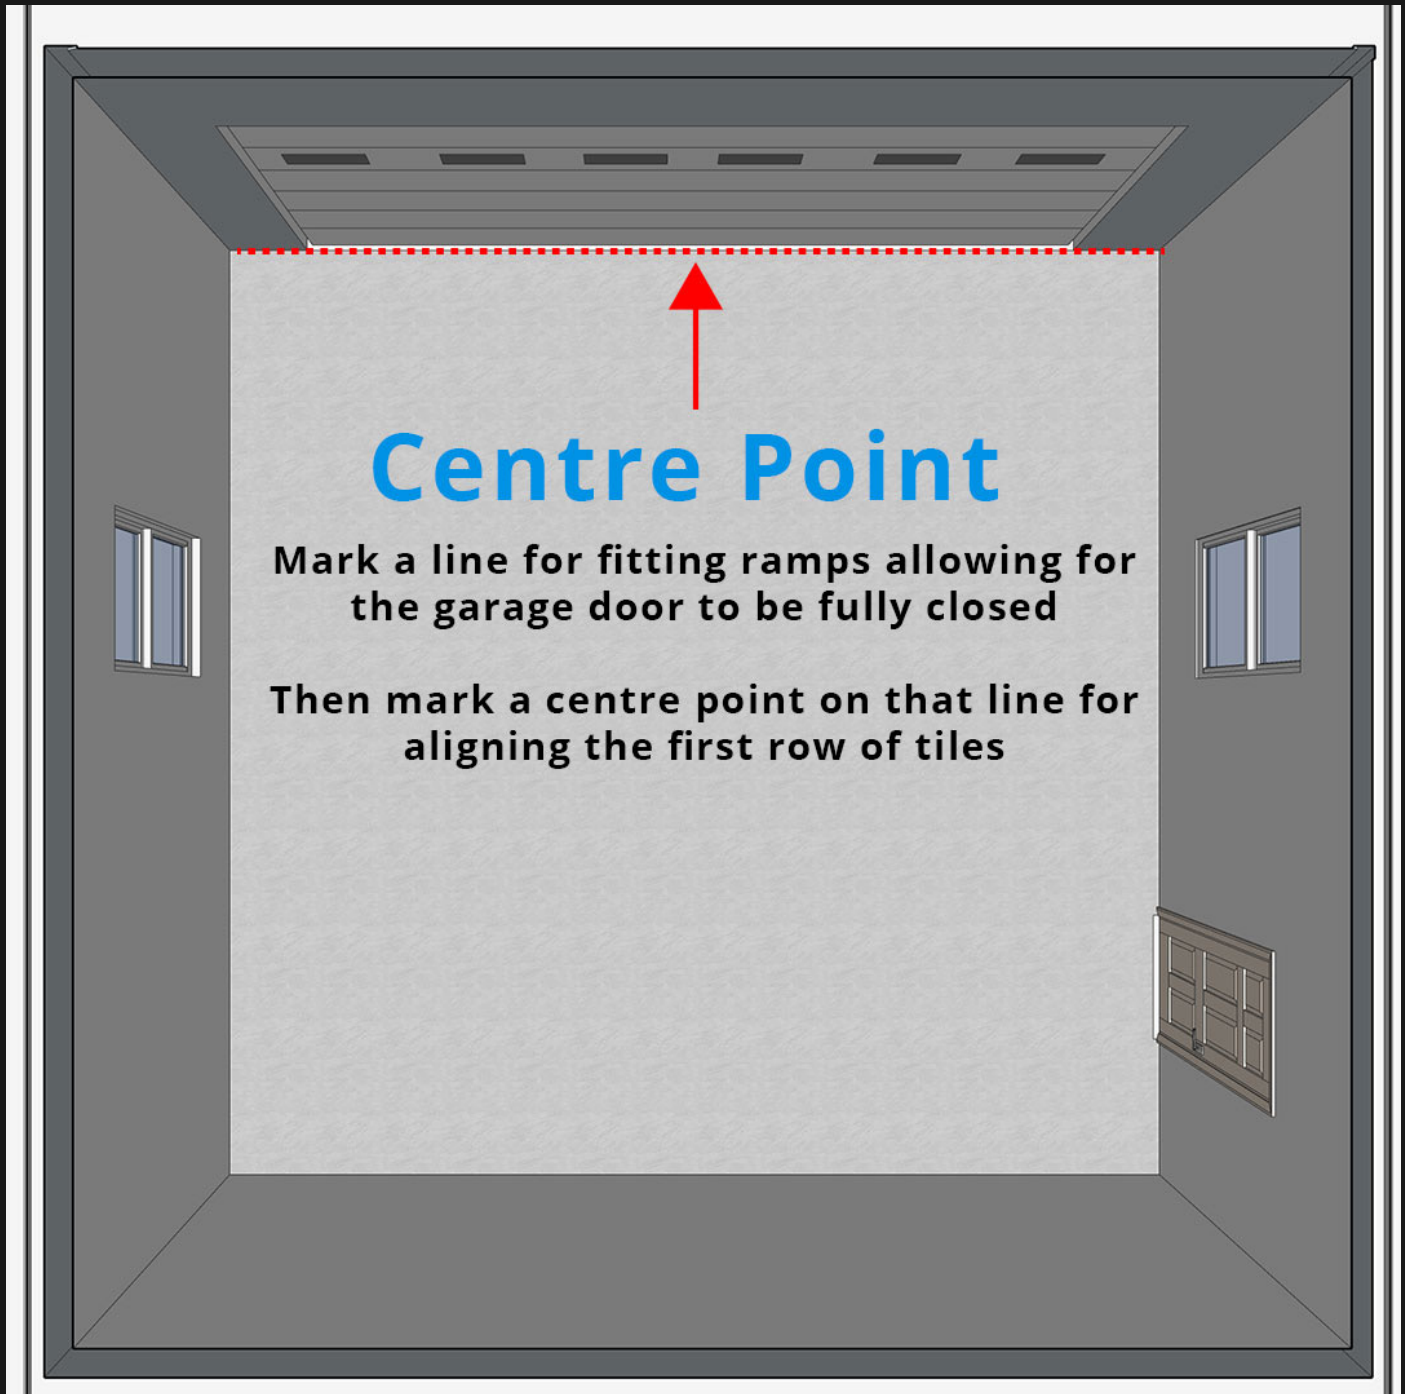 Centre Point
Mark a line for fitting ramps allowing for
the garage door to be fully closed
Then mark a centre point on that line for
aligning the first row of tiles